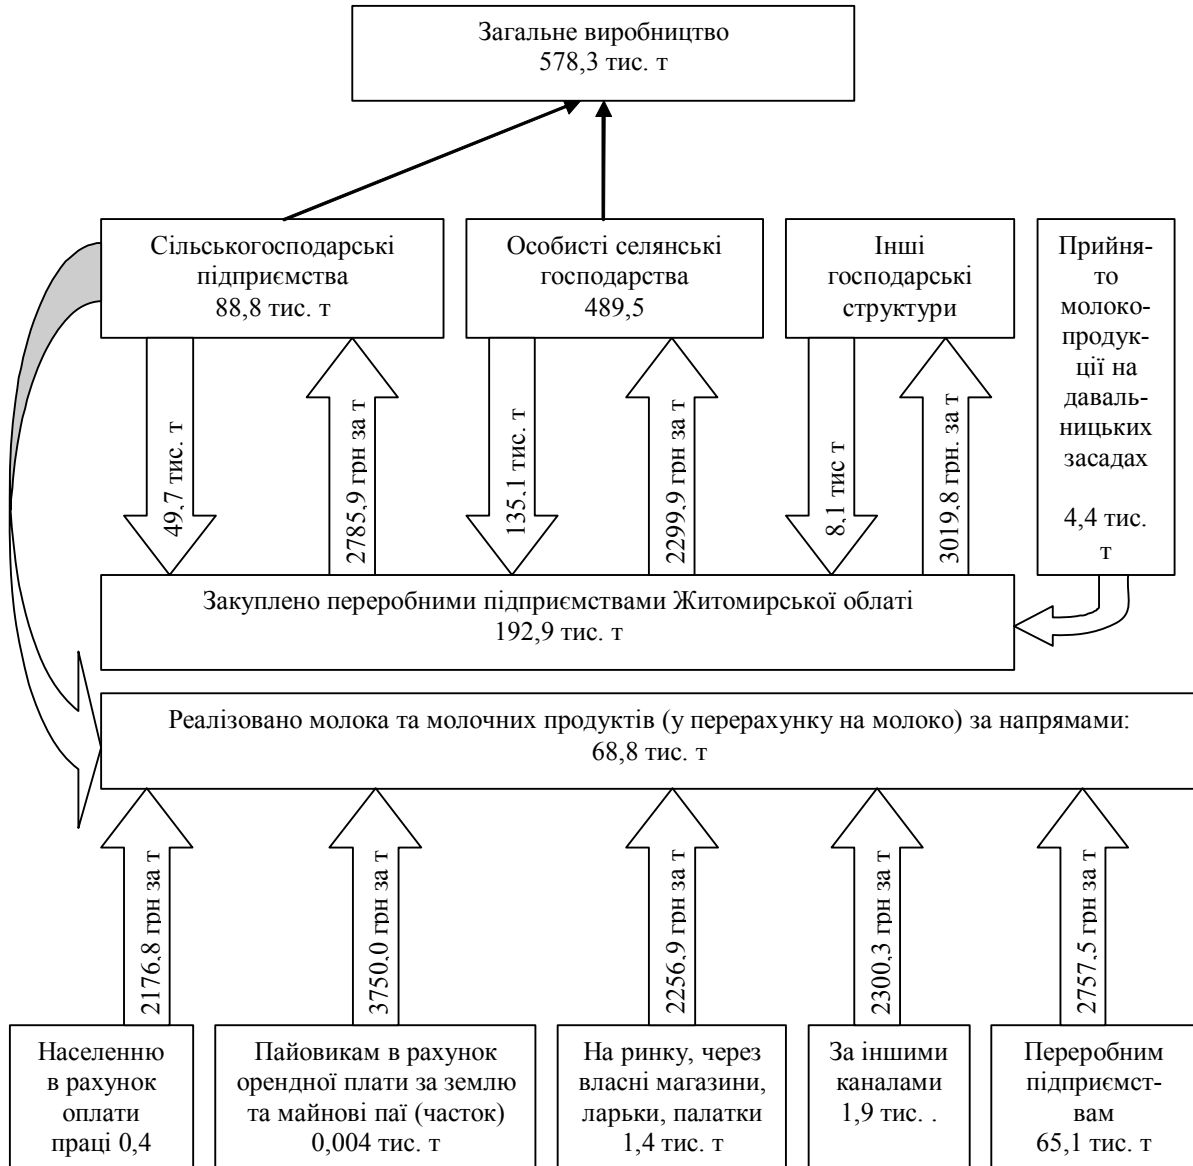 Загальне виробництво
578,3 тис. т
Сільськогосподарські
підприємства
88,8 тис. т
Особисті селянські
господарства
489,5
Інші
господарські
структури
Прийня-
то
молоко-
продук-
ції на
даваль-
ницьких
засадах
4,4 тис.
т
49,7 тис. т
2785,9 грн за т
135,1 тис. т
2299,9 грн за т
8,1 тис т
3019,8 грн. за т
Закуплено переробними підприємствами Житомирської облаті
192,9 тис. т
Реалізовано молока та молочних продуктів (у перерахунку на молоко) за напрямами:
68,8 тис. т
2176,8 грн за т
3750,0 грн за т
2256,9 грн за т
2300,3 грн за т
2757,5 грн за т
Населенню
в рахунок
оплати
праці 0,4
Пайовикам в рахунок
орендної плати за землю
та майнові паї (часток)
0,004 тис. т
На ринку, через
власні магазини,
ларьки, палатки
1,4 тис. т
За іншими
каналами
1,9 тис. .
Переробним
підприємст-
вам
65,1 тис. т